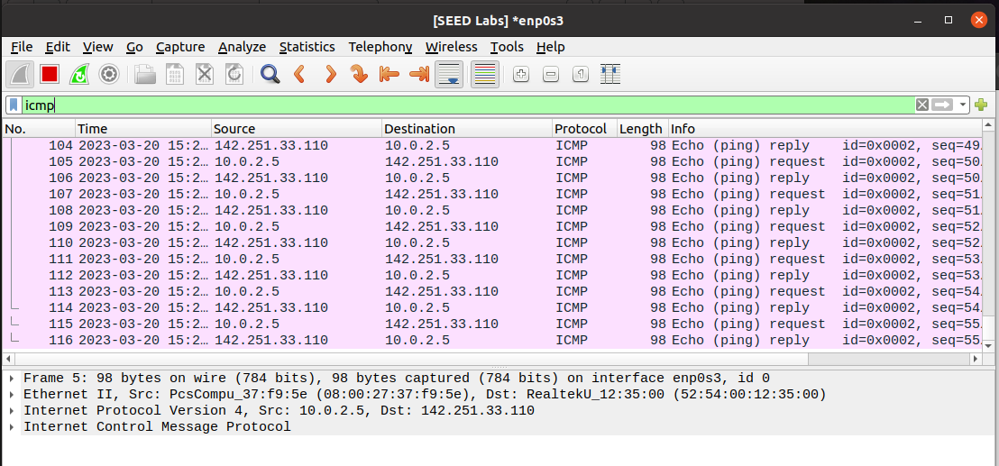 [SEED Labs] *enp0s3
File Edit View Go Capture Analyze Statistics Telephony Wireless Tools Help
icmp
No. Time Source Destination Protocol Length Info
104 2023-03-20 15:2… 142.251.33.110 10.0.2.5 ICMP 98 Echo (ping) reply id=0x0002, seq=49…
105 2023-03-20 15:2… 10.0.2.5 142.251.33.110 ICMP 98 Echo (ping) request id=0x0002, seq=50…
106 2023-03-20 15:2… 142.251.33.110 10.0.2.5 ICMP 98 Echo (ping) reply id=0x0002, seq=50…
107 2023-03-20 15:2… 10.0.2.5 142.251.33.110 ICMP 98 Echo (ping) request id=0x0002, seq=51…
108 2023-03-20 15:2… 142.251.33.110 10.0.2.5 ICMP 98 Echo (ping) reply id=0x0002, seq=51…
109 2023-03-20 15:2… 10.0.2.5 142.251.33.110 ICMP 98 Echo (ping) request id=0x0002, seq=52…
110 2023-03-20 15:2… 142.251.33.110 10.0.2.5 ICMP 98 Echo (ping) reply id=0x0002, seq=52…
111 2023-03-20 15:2… 10.0.2.5 142.251.33.110 ICMP 98 Echo (ping) request id=0x0002, seq=53…
112 2023-03-20 15:2… 142.251.33.110 10.0.2.5 ICMP 98 Echo (ping) reply id=0x0002, seq=53…
113 2023-03-20 15:2… 10.0.2.5 142.251.33.110 ICMP 98 Echo (ping) request id=0x0002, seq=54…
114 2023-03-20 15:2… 142.251.33.110 10.0.2.5 ICMP 98 Echo (ping) reply id=0x0002, seq=54…
115 2023-03-20 15:2… 10.0.2.5 142.251.33.110 ICMP 98 Echo (ping) request id=0x0002, seq=55…
116 2023-03-20 15:2… 142.251.33.110 10.0.2.5 ICMP 98 Echo (ping) reply id=0x0002, seq=55…
Frame 5: 98 bytes on wire (784 bits), 98 bytes captured (784 bits) on interface enp0s3, id 0
Ethernet II, Src: PcsCompu_37:f9:5e (08:00:27:37:f9:5e), Dst: RealtekU_12:35:00 (52:54:00:12:35:00)
Internet Protocol Version 4, Src: 10.0.2.5, Dst: 142.251.33.110
Internet Control Message Protocol